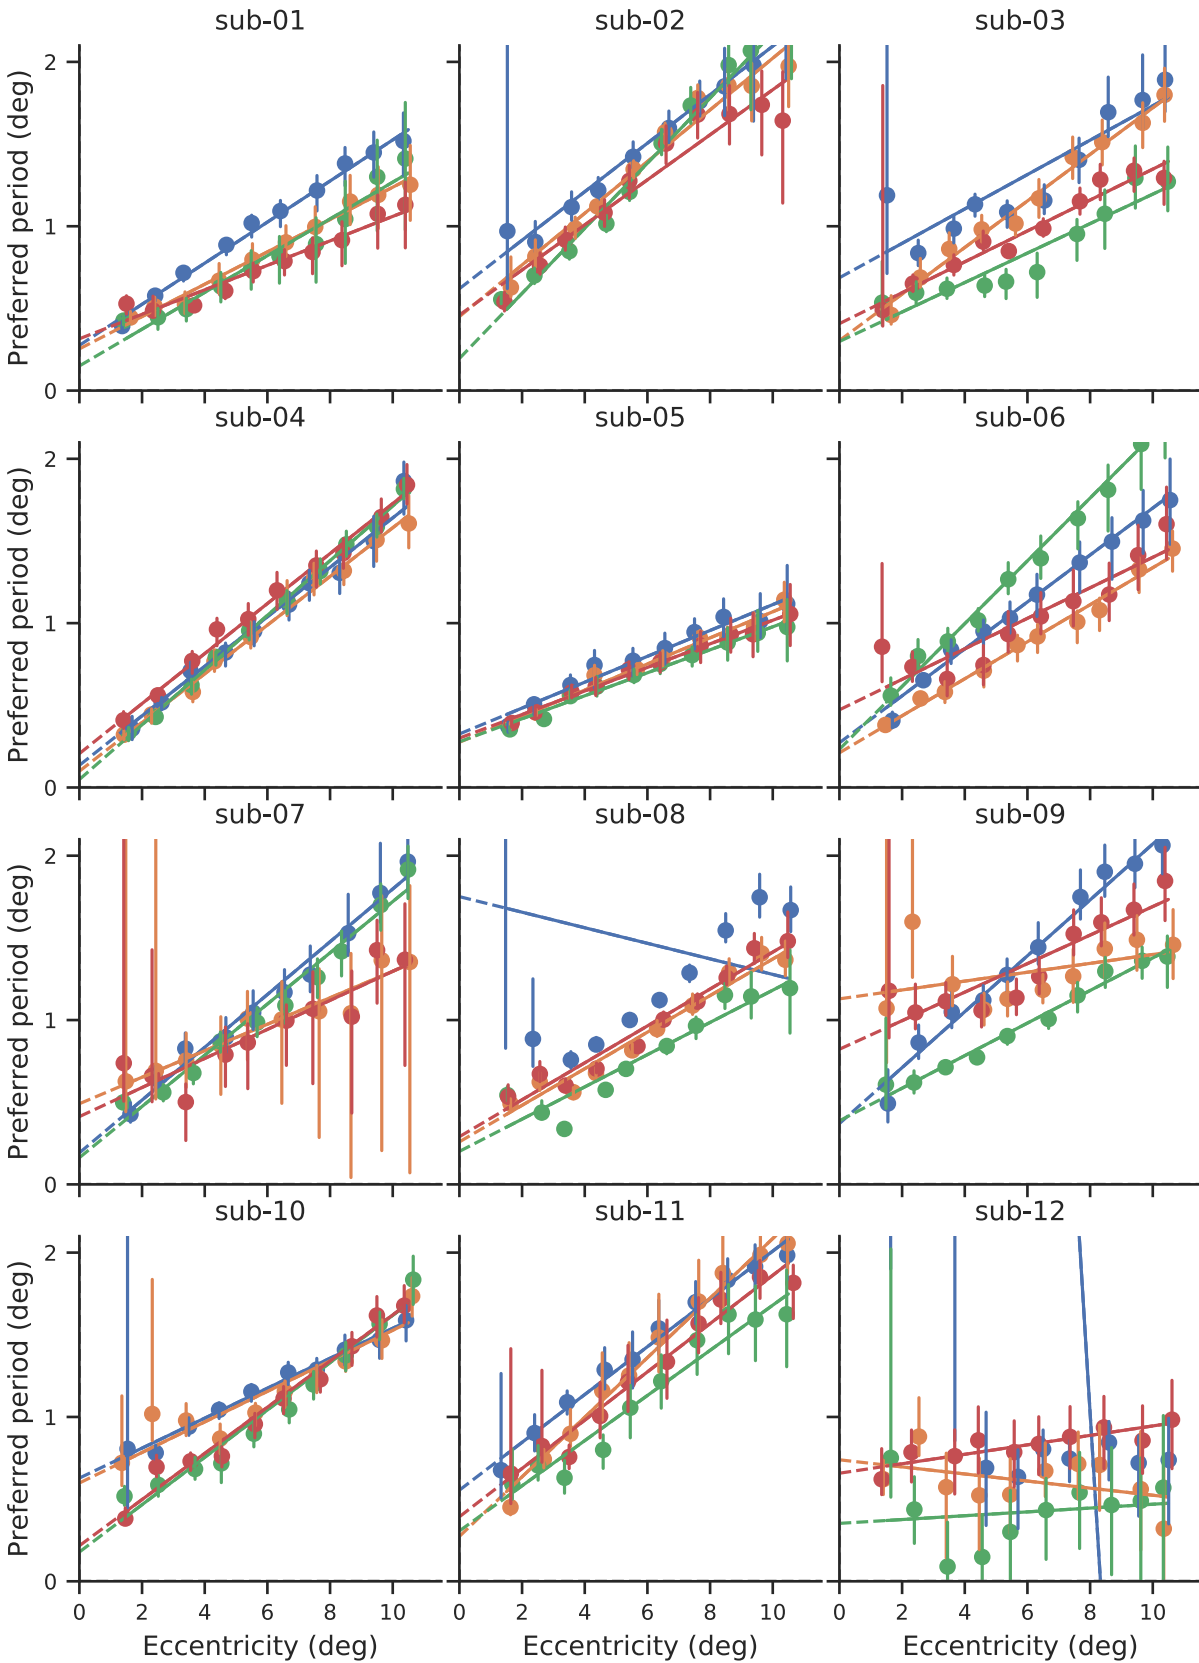 sub-01 sub-02 sub-03
2
1
0
Preferred period (deg)
sub-04 sub-05 sub-06
2
1
0
Preferred period (deg)
sub-07 sub-08 sub-09
2
1
0
Preferred period (deg)
sub-10 sub-11 sub-12
2
1
0
Preferred period (deg)
0 2 4 6 8 10 0 2 4 6 8 10 0 2 4 6 8 10
Eccentricity (deg) Eccentricity (deg) Eccentricity (deg)